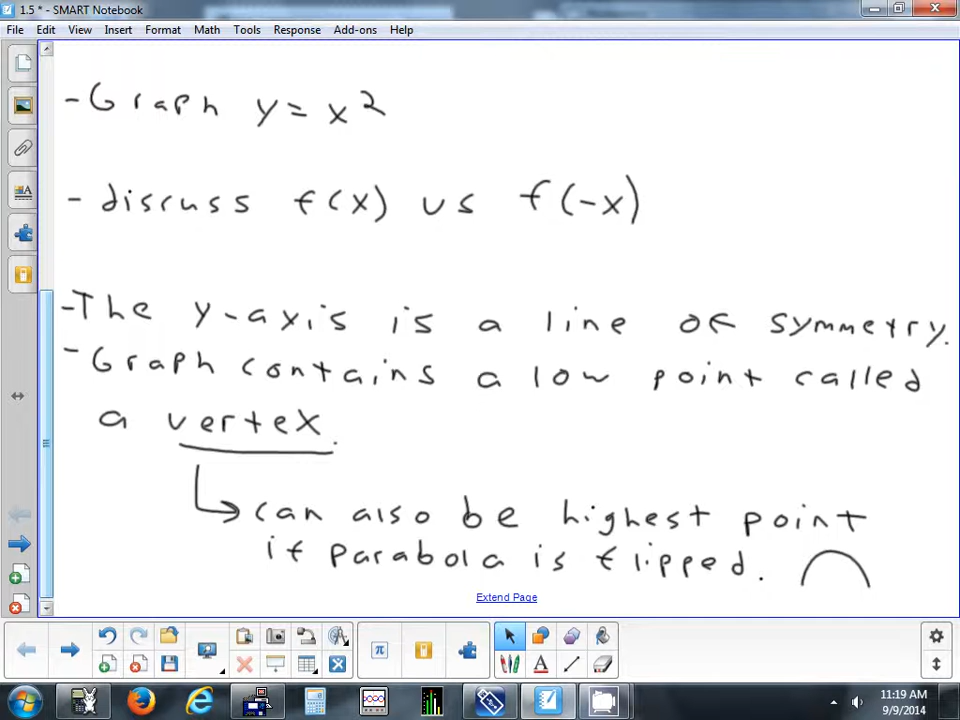 1.5 * - SMART Notebook
File Edit View Insert Format Math Tools Response Add-ons Help
- Graph y = x²
- discuss f(x) vs f(-x)
- The y-axis is a line of symmetry.
- Graph contains a low point called
a vertex.
can also be highest point
if parabola is flipped.
Extend Page
11:19 AM
9/9/2014